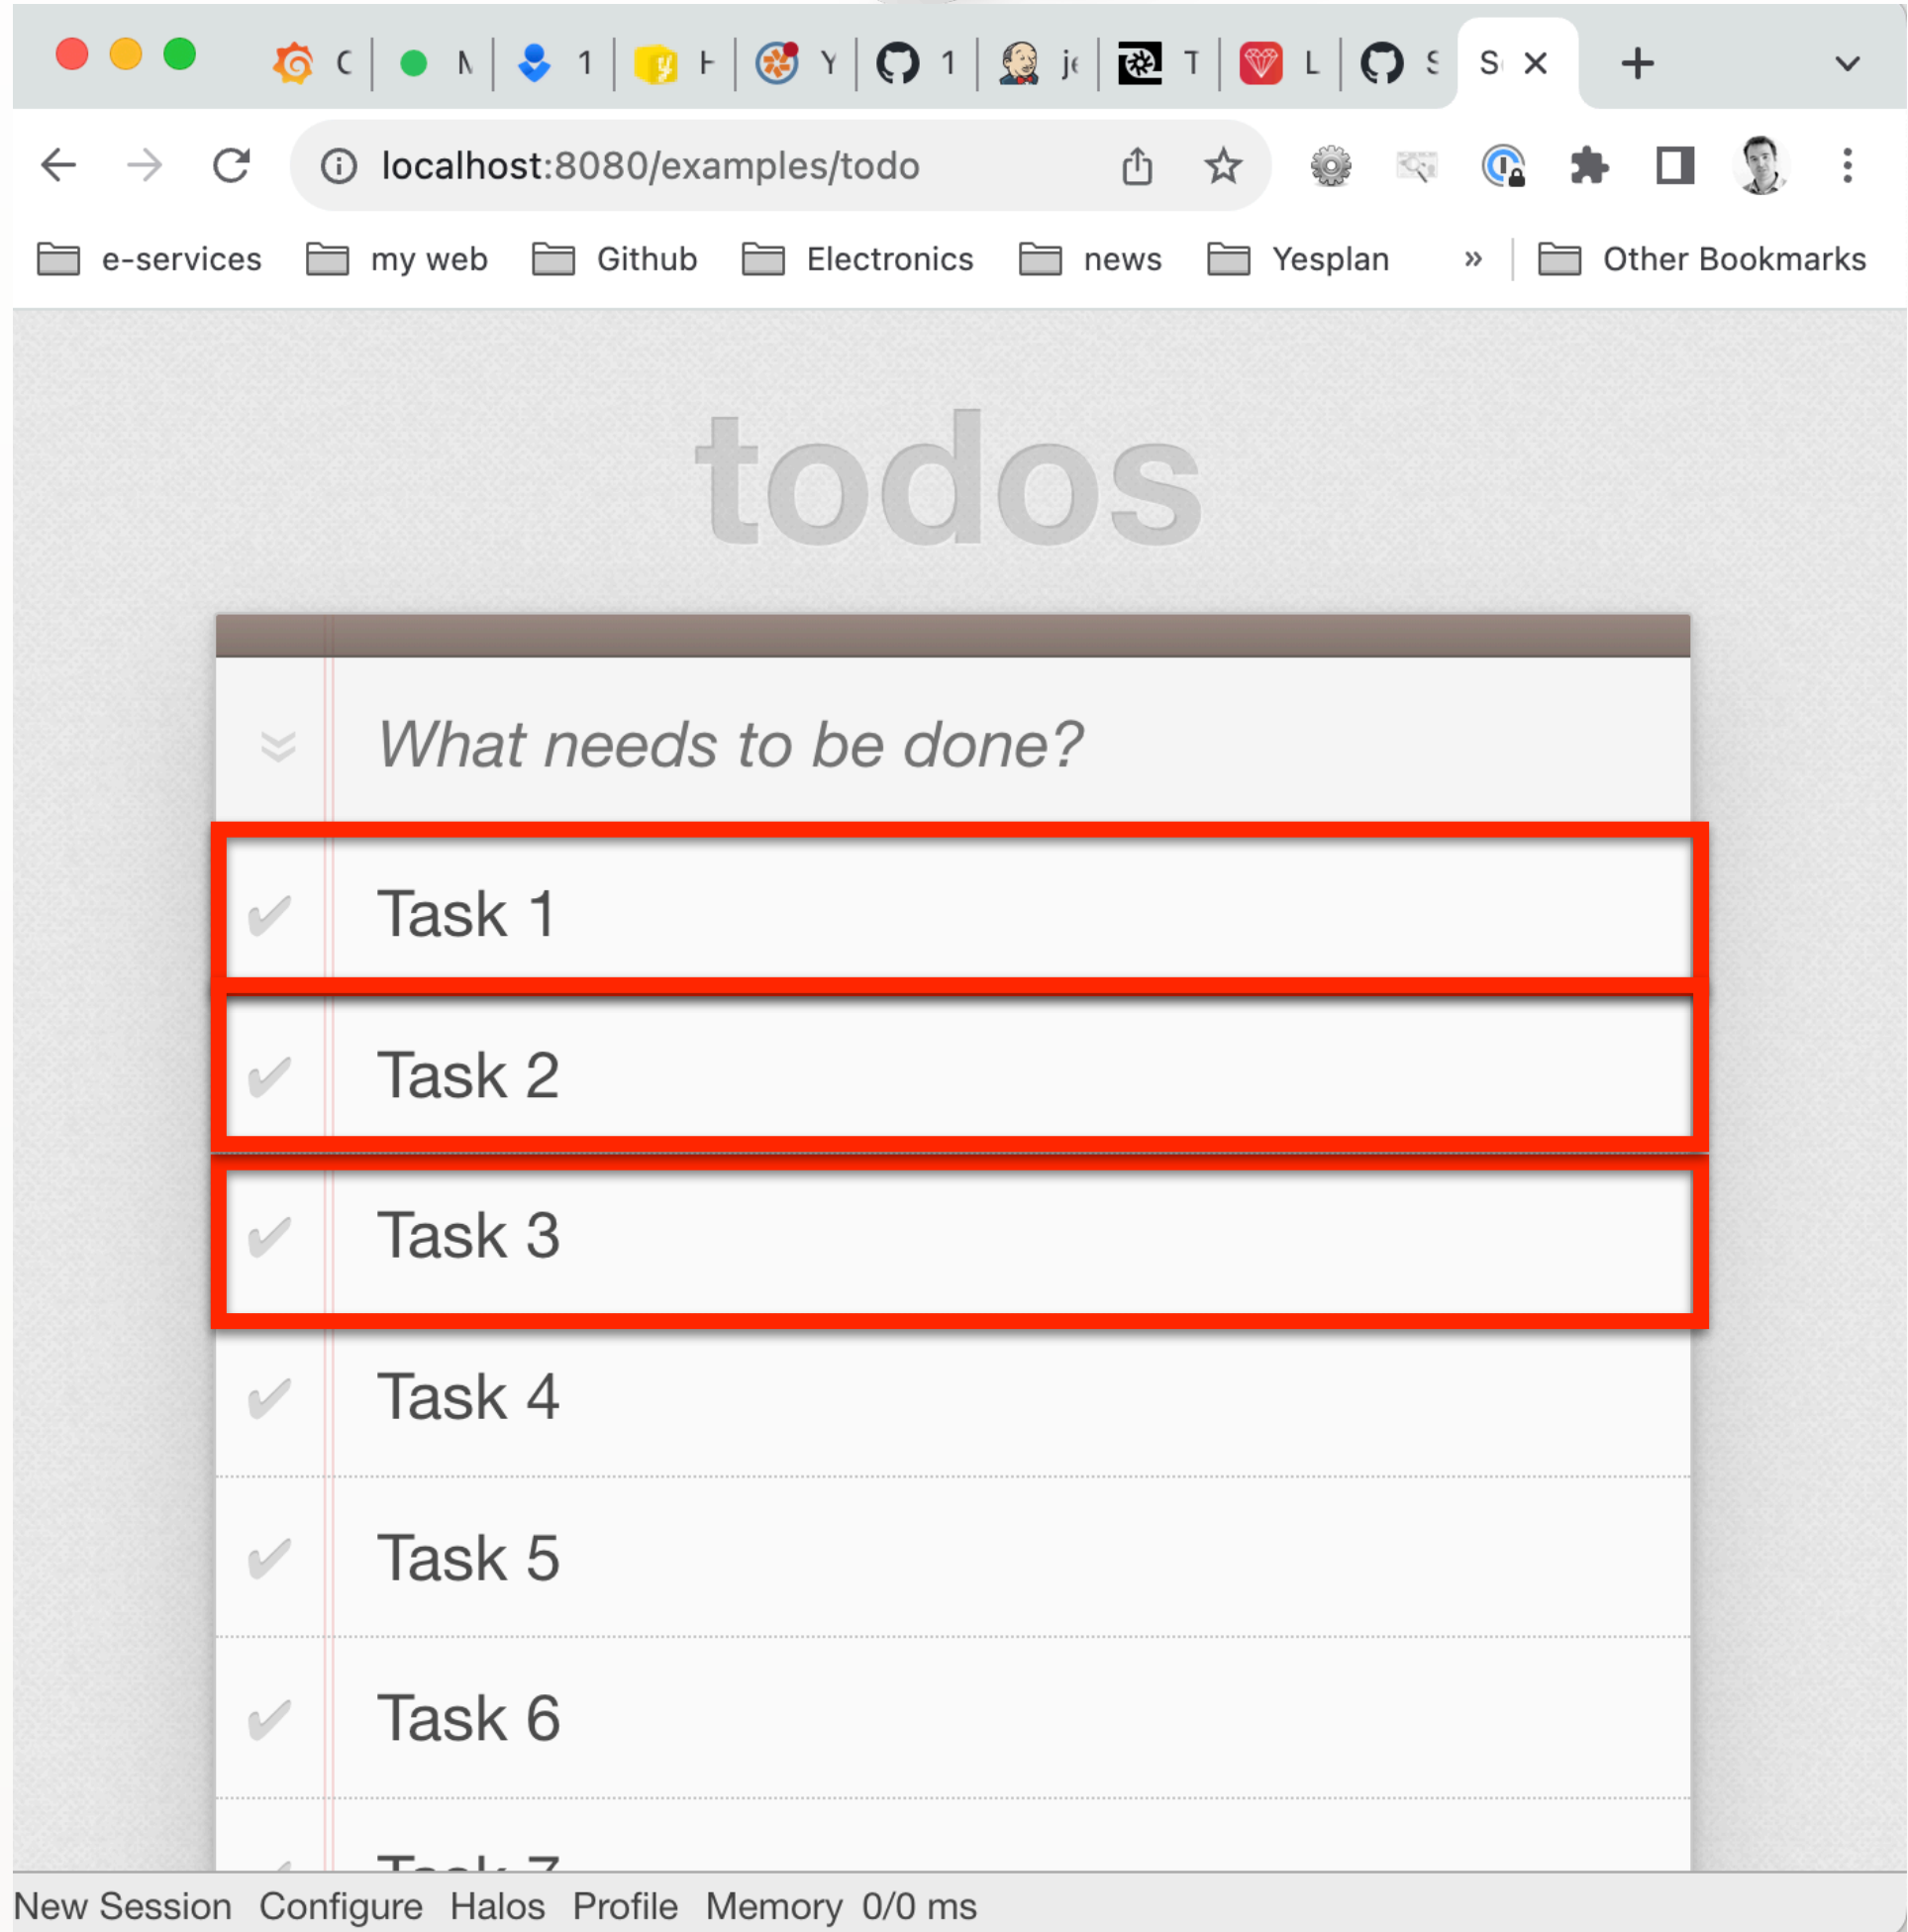 localhost:8080/examples/todo
e-services my web Github Electronics news Yesplan » Other Bookmarks
todos
What needs to be done?
Task 1
Task 2
Task 3
Task 4
Task 5
Task 6
Task 7
New Session Configure Halos Profile Memory 0/0 ms